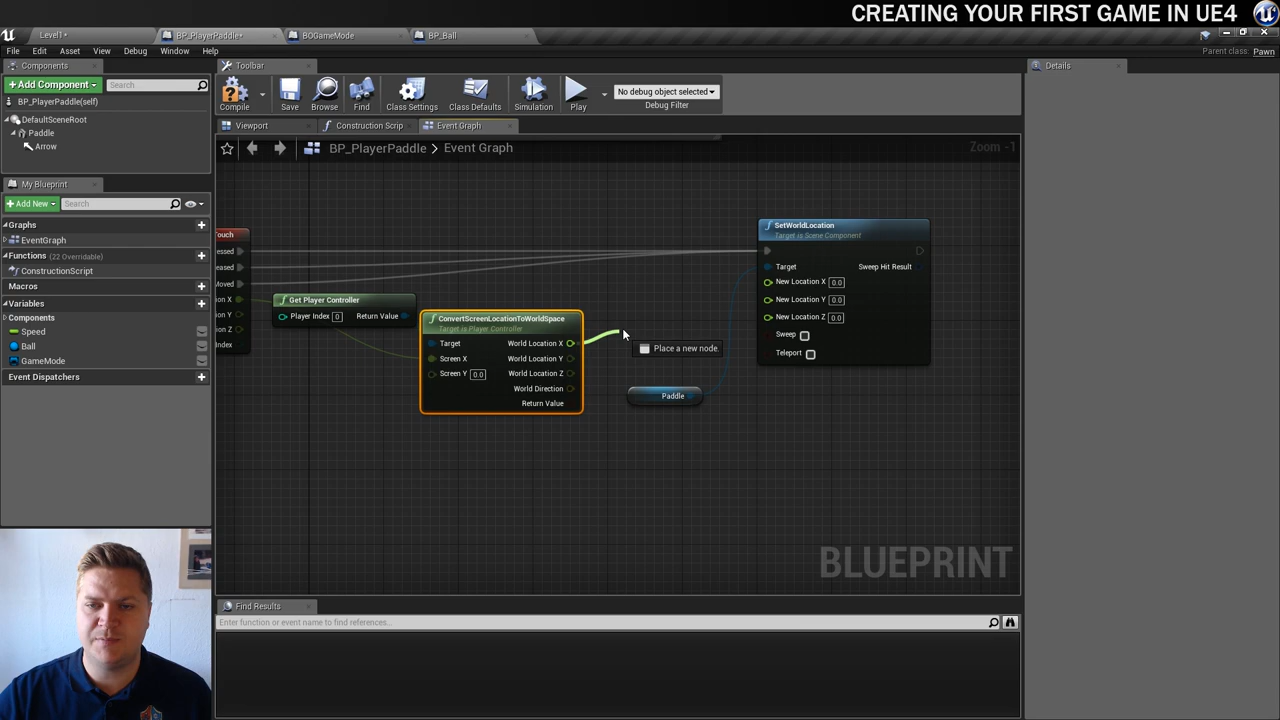 CREATING YOUR FIRST GAME IN UE4
Level1*
BP_PlayerPaddle*
BOGameMode
BP_Ball
File Edit Asset View Debug Window Help
Parent class: Pawn
Components
Toolbar
Details
+Add Component
Search
BP_PlayerPaddle(self)
Compile
Save
Browse
Find
Class Settings
Class Defaults
Simulation
Play
No debug object selected
Debug Filter
DefaultSceneRoot
Paddle
Arrow
Viewport
Construction Scrip
Event Graph
BP_PlayerPaddle > Event Graph
Zoom -1
My Blueprint
+Add New
Search
Graphs
EventGraph
Functions (22 Overridable)
ConstructionScript
Macros
Variables
Components
Speed
Ball
GameMode
Event Dispatchers
Touch
essed
eased
Moved
on X
on Y
on Z
Index
Get Player Controller
Player Index 0
Return Value
ConvertScreenLocationToWorldSpace
Target is Player Controller
Target
World Location X
Screen X
World Location Y
Screen Y 0.0
World Location Z
World Direction
Return Value
Place a new node.
Paddle
SetWorldLocation
Target is Scene Component
Target
Sweep Hit Result
New Location X 0.0
New Location Y 0.0
New Location Z 0.0
Sweep
Teleport
BLUEPRINT
Find Results
Enter function or event name to find references...